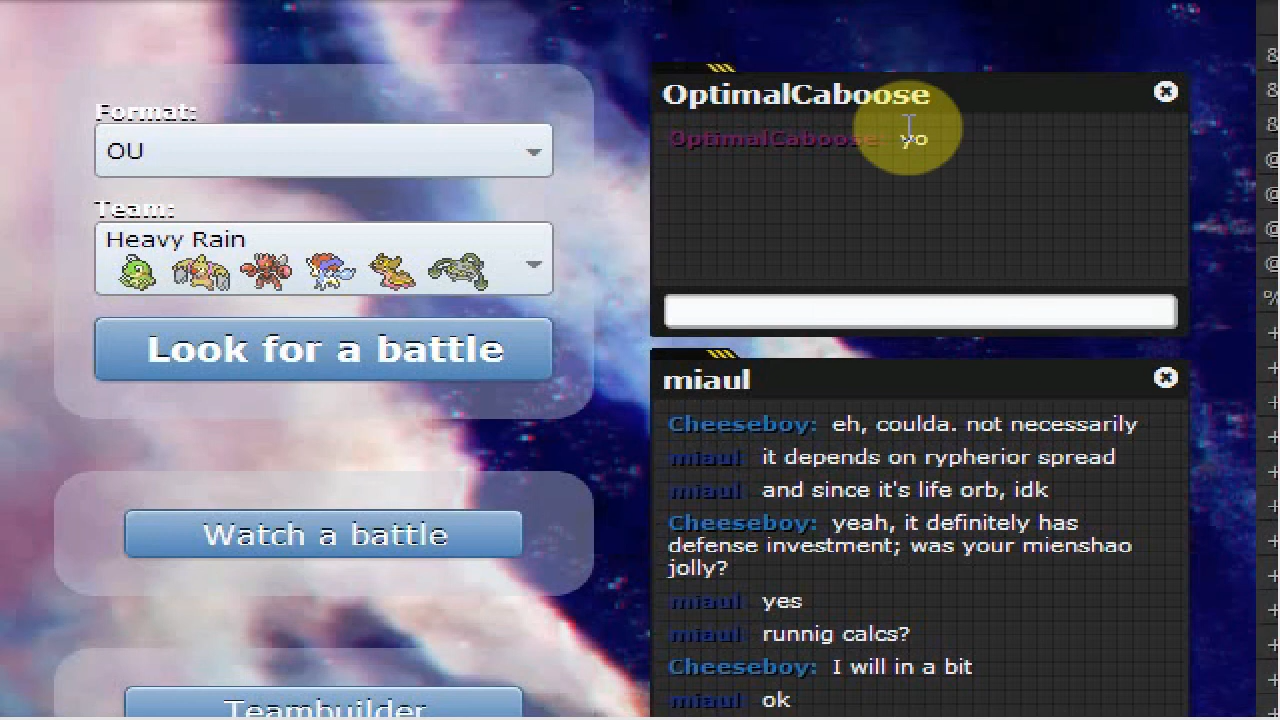 Format:
OU
Team:
Heavy Rain
Look for a battle
Watch a battle
Teambuilder
OptimalCaboose
OptimalCaboose: yo
miaul
Cheeseboy: eh, coulda. not necessarily
miaul: it depends on rypherior spread
miaul: and since it's life orb, idk
Cheeseboy: yeah, it definitely has
defense investment; was your mienshao
jolly?
miaul: yes
miaul: runnig calcs?
Cheeseboy: I will in a bit
miaul: ok